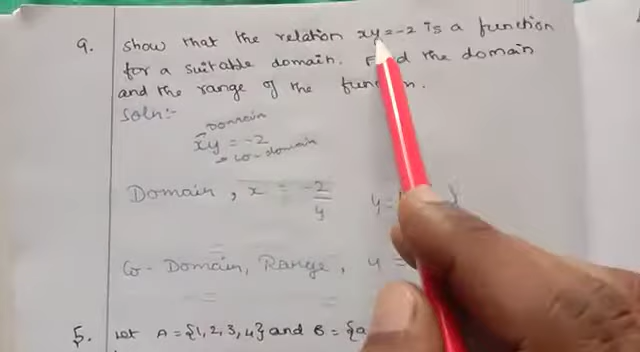 9. show that the relation xy = -2 is a function
for a suitable domain. the domain
and the range of the
Soln:-
Domain
xy = -2
→ co-domain
Domain, x = -2/y y =
Co-Domain, Range, y =
5. Let A = {1, 2, 3, 4} and B = {a